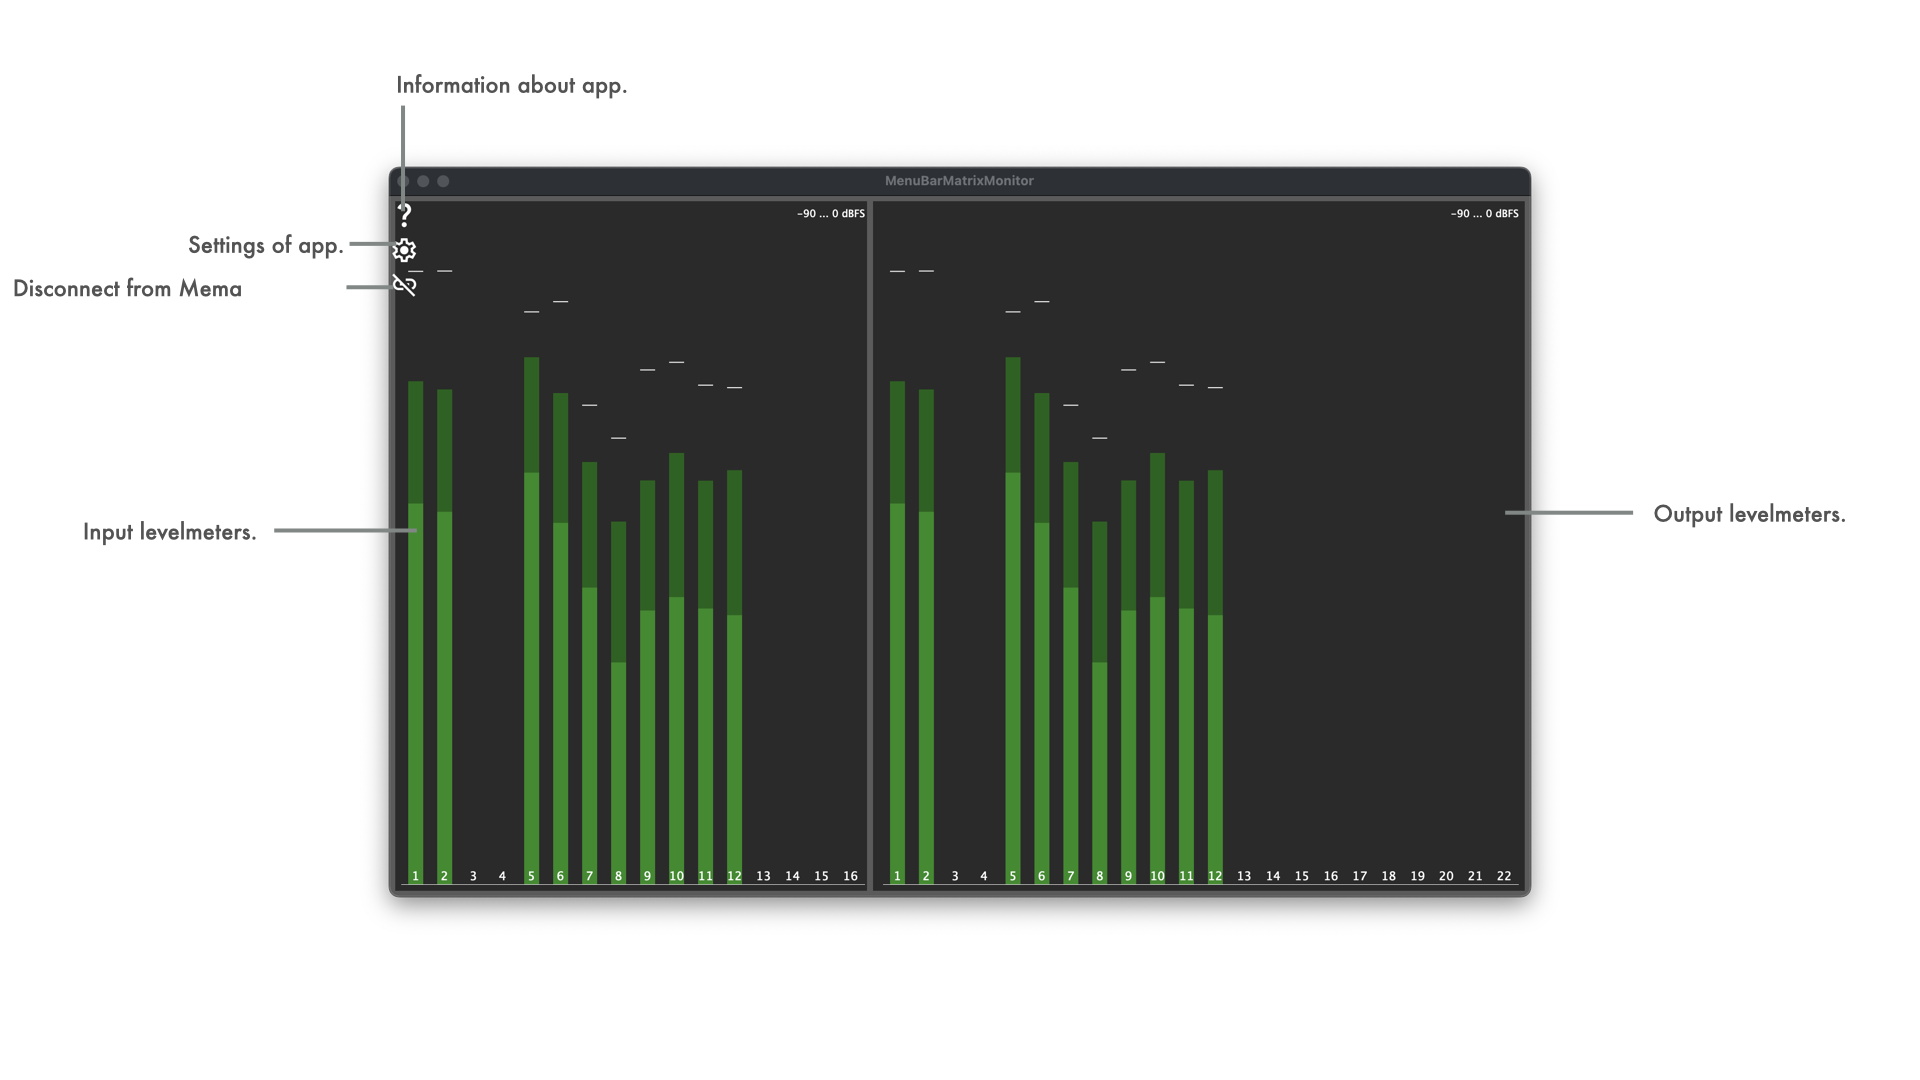 Information about app.
MenuBarMatrixMonitor
-90 ... 0 dBFS
-90 ... 0 dBFS
Settings of app.
Disconnect from Mema
Input levelmeters.
Output levelmeters.
1 2 3 4 5 6 7 8 9 10 11 12 13 14 15 16
1 2 3 4 5 6 7 8 9 10 11 12 13 14 15 16 17 18 19 20 21 22